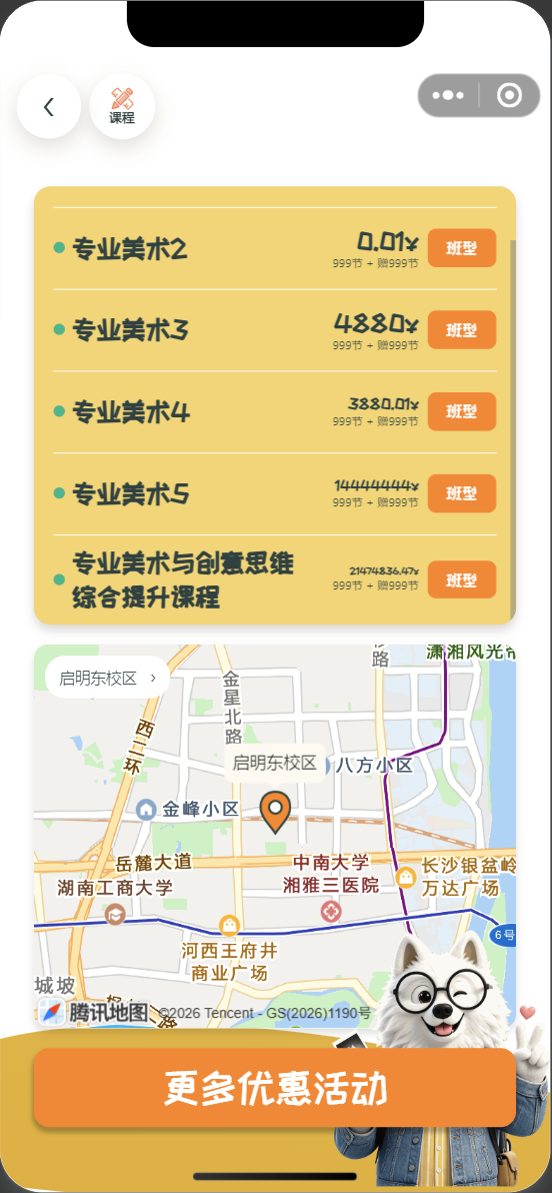 课程
专业美术2
0.01¥
999节 + 赠999节
班型
专业美术3
4880¥
999节 + 赠999节
班型
专业美术4
3880.01¥
999节 + 赠999节
班型
专业美术5
14444444¥
999节 + 赠999节
班型
专业美术与创意思维
综合提升课程
21474836.47¥
999节 + 赠999节
班型
启明东校区 ›
潇湘风光带
路
金星北路
西二环
启明东校区
八方小区
金峰小区
岳麓大道
湖南工商大学
中南大学
湘雅三医院
长沙银盆岭
万达广场
6号
河西王府井
商业广场
城坡
路
腾讯地图
©2026 Tencent - GS(2026)1190号
更多优惠活动